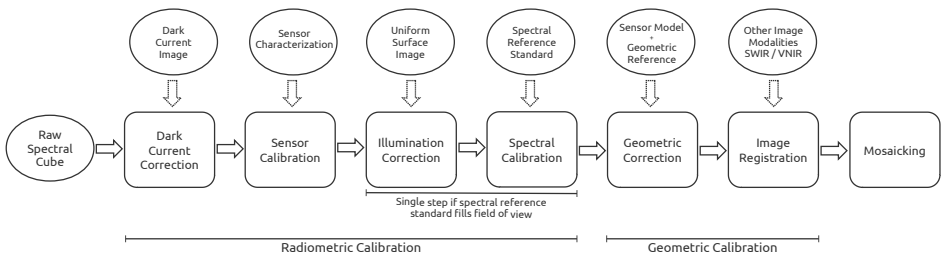 Dark
Current
Image
Sensor
Characterization
Uniform
Surface
Image
Spectral
Reference
Standard
Sensor Model
+
Geometric
Reference
Other Image
Modalities
SWIR / VNIR
Raw
Spectral
Cube
Dark
Current
Correction
Sensor
Calibration
Illumination
Correction
Spectral
Calibration
Geometric
Correction
Image
Registration
Mosaicking
Single step if spectral reference
standard fills field of view
Radiometric Calibration
Geometric Calibration